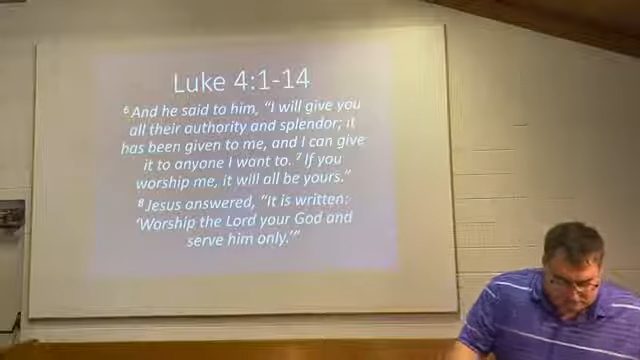 Luke 4:1-14
⁶ And he said to him, “I will give you
all their authority and splendor; it
has been given to me, and I can give
it to anyone I want to. ⁷ If you
worship me, it will all be yours.”
⁸ Jesus answered, “It is written:
‘Worship the Lord your God and
serve him only.’”